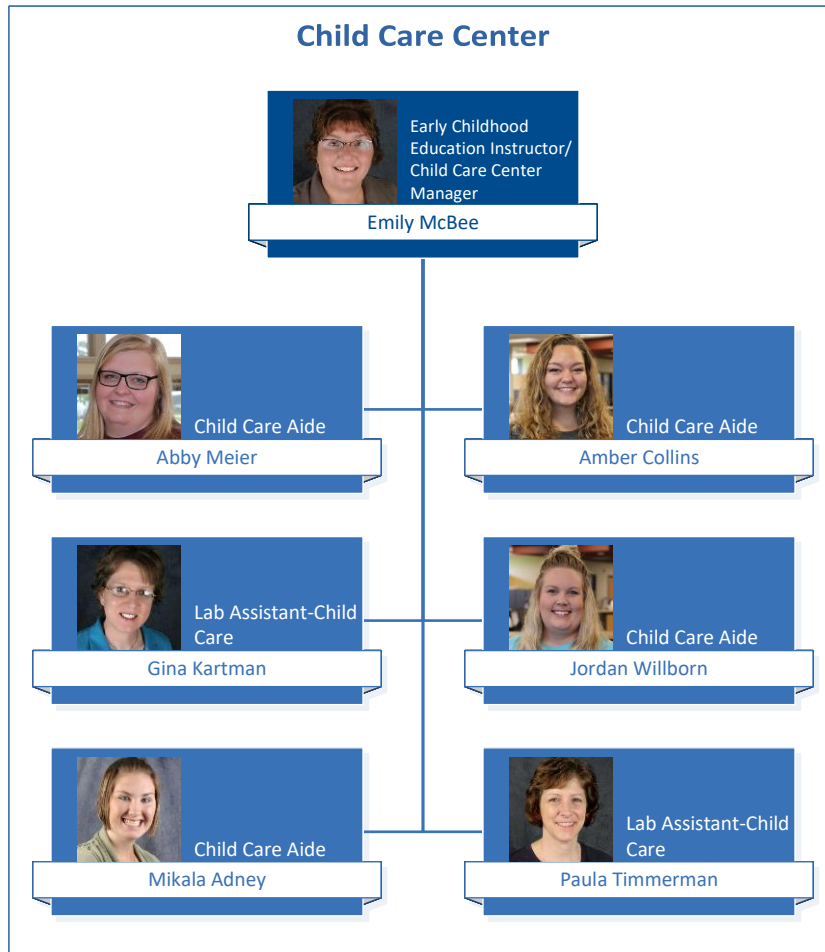 Child Care Center
Early Childhood
Education Instructor/
Child Care Center
Manager
Emily McBee
Child Care Aide
Abby Meier
Child Care Aide
Amber Collins
Lab Assistant-Child
Care
Gina Kartman
Child Care Aide
Jordan Willborn
Child Care Aide
Mikala Adney
Lab Assistant-Child
Care
Paula Timmerman